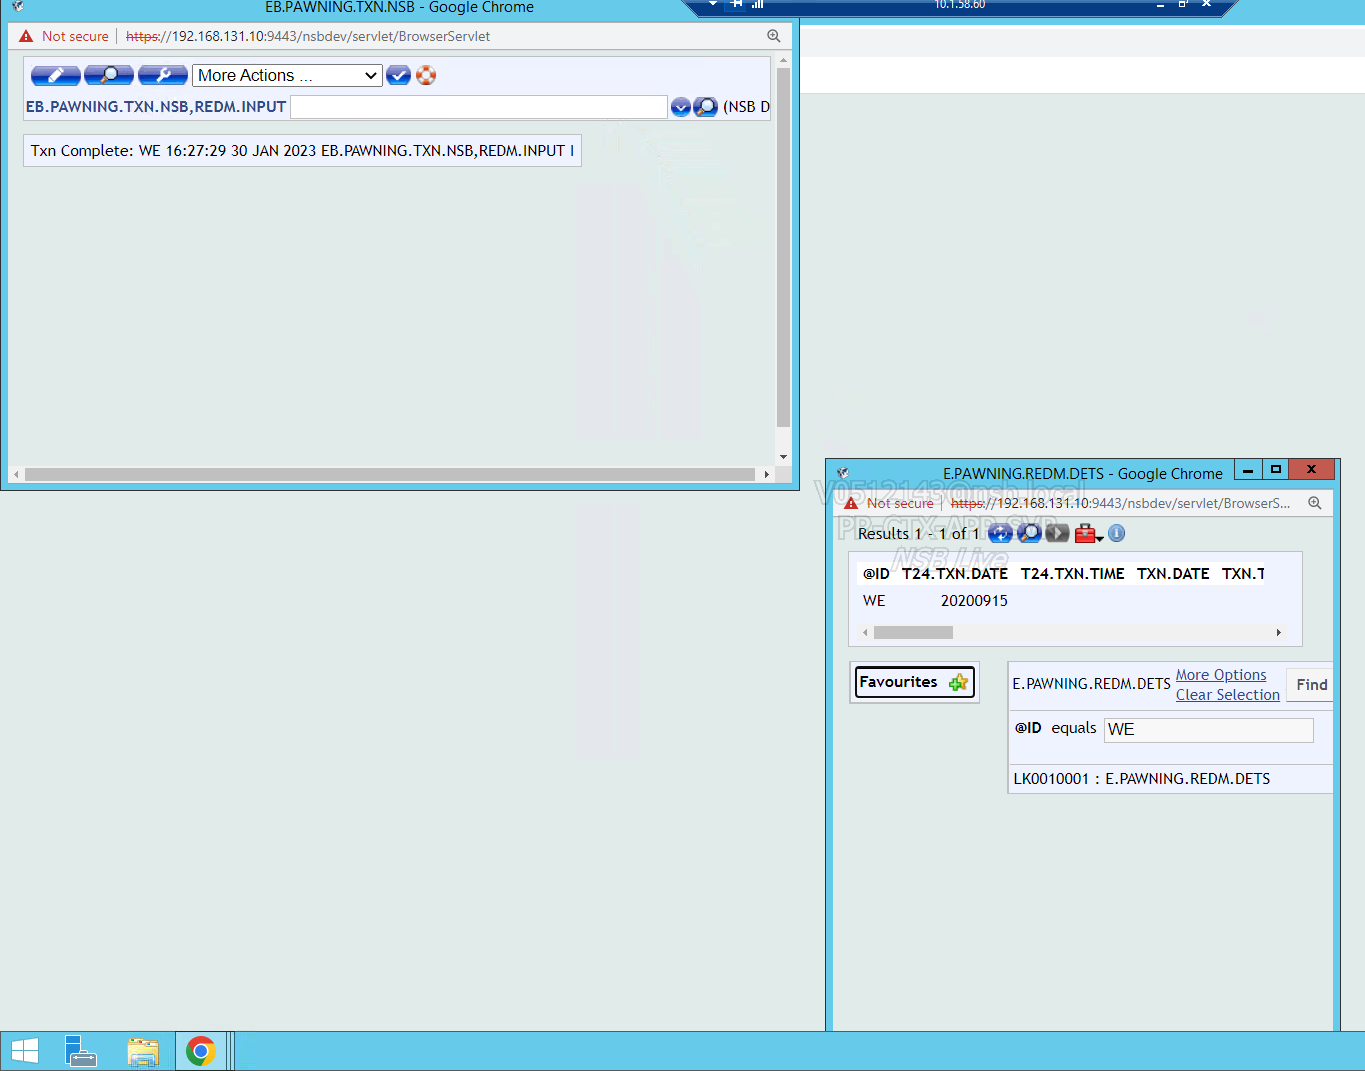 EB.PAWNING.TXN.NSB - Google Chrome
10.1.58.60
Not secure | https://192.168.131.10:9443/nsbdev/servlet/BrowserServlet
More Actions ...
EB.PAWNING.TXN.NSB,REDM.INPUT (NSB D
Txn Complete: WE 16:27:29 30 JAN 2023 EB.PAWNING.TXN.NSB,REDM.INPUT I
E.PAWNING.REDM.DETS - Google Chrome
V0512143@nsb.local
Not secure | https://192.168.131.10:9443/nsbdev/servlet/BrowserS...
PR-CTX-APP-SVR
Results 1 - 1 of 1
NSB Live
@ID T24.TXN.DATE T24.TXN.TIME TXN.DATE TXN.T
WE 20200915
Favourites
E.PAWNING.REDM.DETS
More Options
Clear Selection
Find
@ID equals WE
LK0010001 : E.PAWNING.REDM.DETS